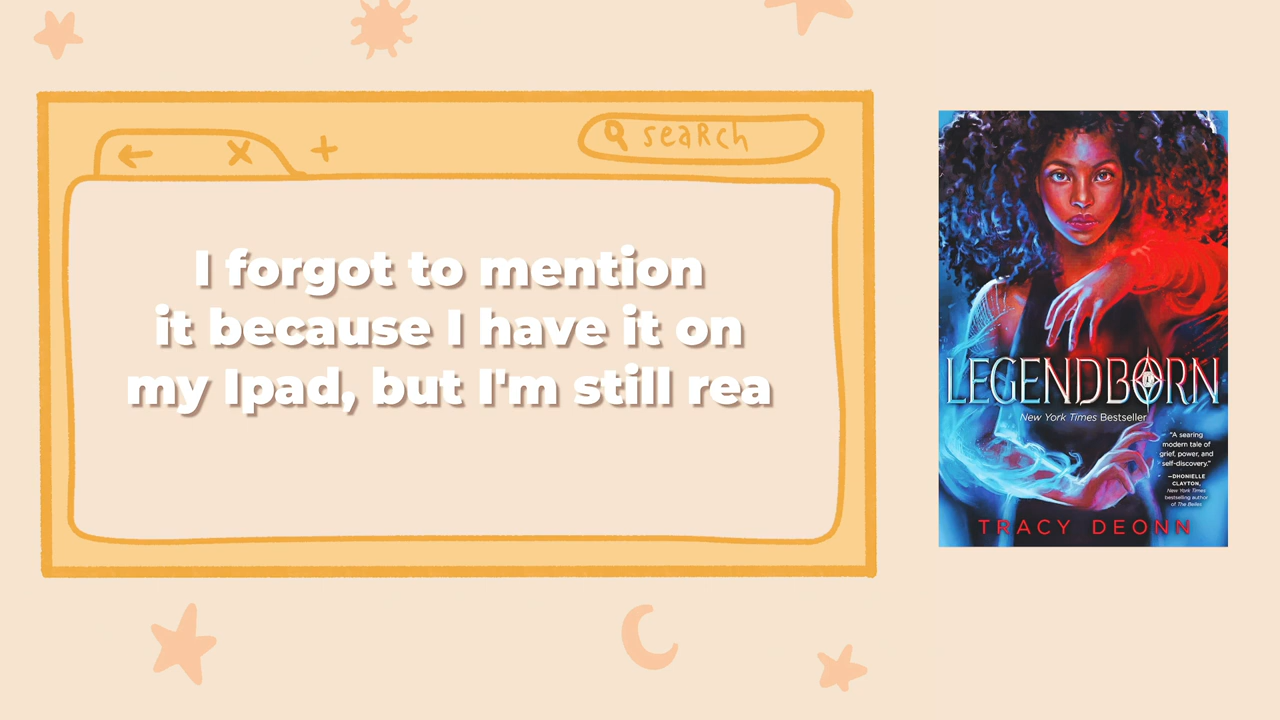 search
I forgot to mention
it because I have it on
my Ipad, but I'm still rea
LEGENDBORN
New York Times Bestseller
"A searing
modern tale of
grief, power, and
self-discovery."
—DHONIELLE
CLAYTON,
New York Times
bestselling author
of The Belles
TRACY DEONN